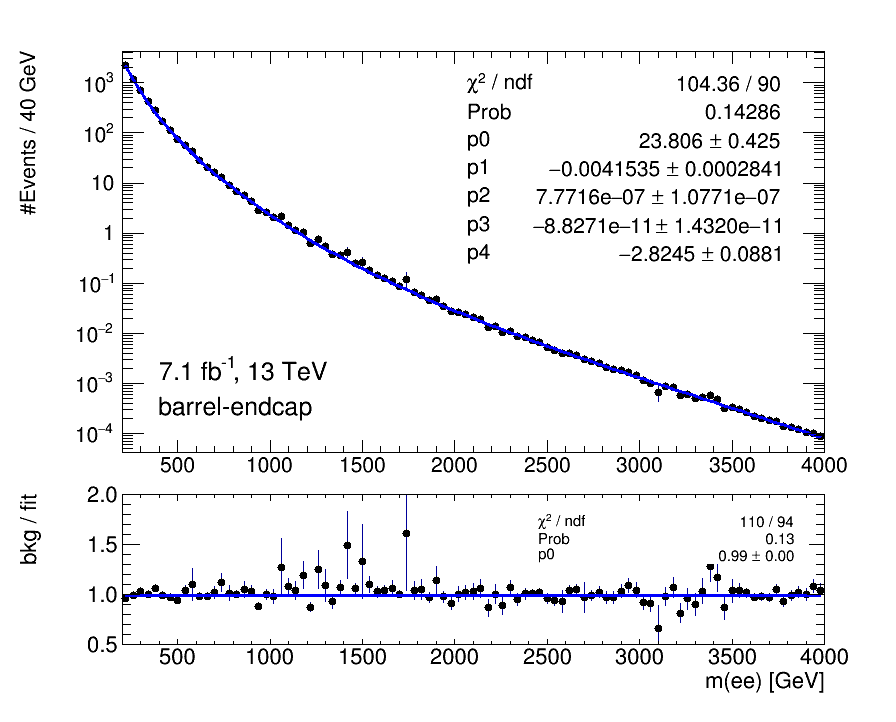 #Events / 40 GeV
10³
10²
10
1
10⁻¹
10⁻²
10⁻³
10⁻⁴
χ² / ndf 104.36 / 90
Prob 0.14286
p0 23.806 ± 0.425
p1 −0.0041535 ± 0.0002841
p2 7.7716e−07 ± 1.0771e−07
p3 −8.8271e−11 ± 1.4320e−11
p4 −2.8245 ± 0.0881
7.1 fb⁻¹, 13 TeV
barrel-endcap
500 1000 1500 2000 2500 3000 3500 4000
bkg / fit
2.0
1.5
1.0
0.5
χ² / ndf 110 / 94
Prob 0.13
p0 0.99 ± 0.00
500 1000 1500 2000 2500 3000 3500 4000
m(ee) [GeV]